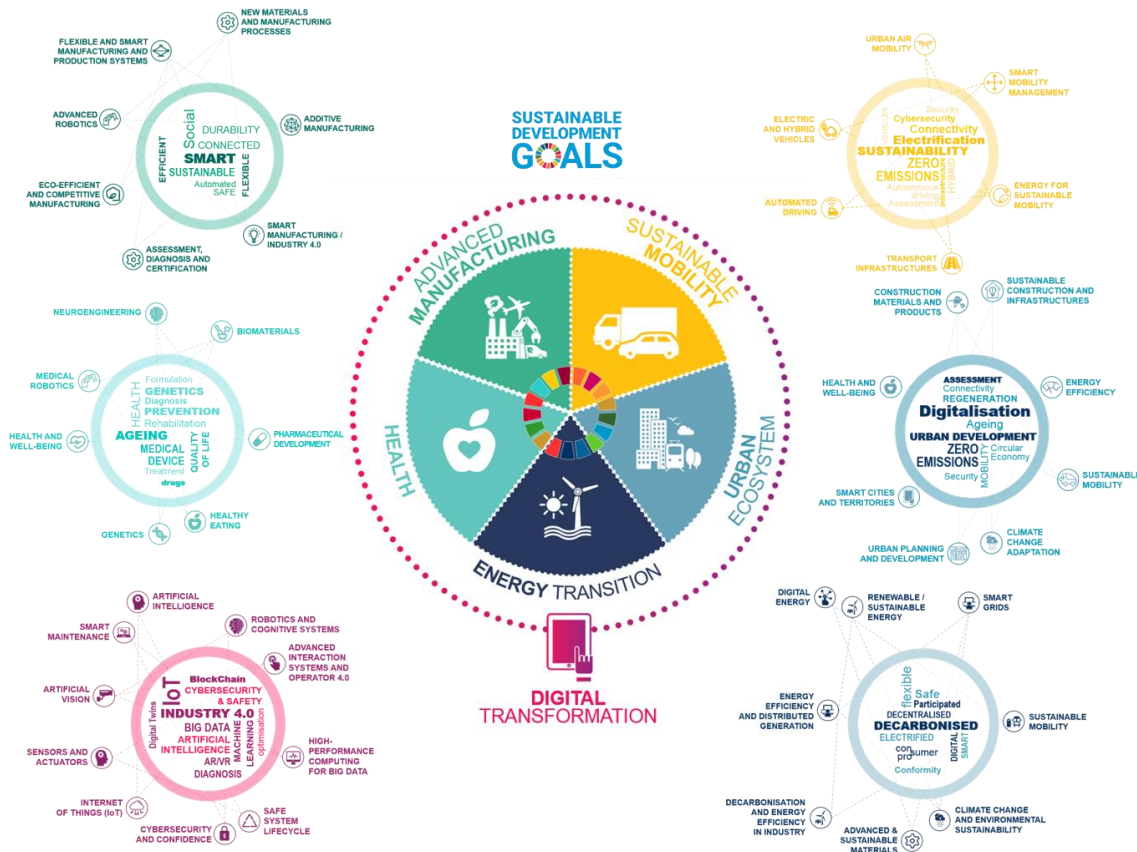 NEW MATERIALS
AND MANUFACTURING
PROCESSES
FLEXIBLE AND SMART
MANUFACTURING AND
PRODUCTION SYSTEMS
ADVANCED
ROBOTICS
ADDITIVE
MANUFACTURING
ECO-EFFICIENT
AND COMPETITIVE
MANUFACTURING
SMART
MANUFACTURING /
INDUSTRY 4.0
ASSESSMENT,
DIAGNOSIS AND
CERTIFICATION
Social
DURABILITY
CONNECTED
EFFICIENT
SMART
SUSTAINABLE
FLEXIBLE
Automated
SAFE
SUSTAINABLE
DEVELOPMENT
GOALS
URBAN AIR
MOBILITY
SMART
MOBILITY
MANAGEMENT
ELECTRIC
AND HYBRID
VEHICLES
AUTOMATED
DRIVING
ENERGY FOR
SUSTAINABLE
MOBILITY
TRANSPORT
INFRASTRUCTURES
VEHICLES
Security
Cybersecurity
Connectivity
Electrification
SUSTAINABILITY
ZERO
EMISSIONS
Infrastructure
HYBRID
Autonomous
driving
Assessment
ADVANCED
MANUFACTURING
SUSTAINABLE
MOBILITY
HEALTH
URBAN
ECOSYSTEM
ENERGY TRANSITION
DIGITAL
TRANSFORMATION
NEUROENGINEERING
BIOMATERIALS
MEDICAL
ROBOTICS
HEALTH AND
WELL-BEING
PHARMACEUTICAL
DEVELOPMENT
GENETICS
HEALTHY
EATING
HEALTH
Formulation
GENETICS
Diagnosis
PREVENTION
Rehabilitation
AGEING
MEDICAL
DEVICE
QUALITY
OF LIFE
Treatment
drugs
CONSTRUCTION
MATERIALS AND
PRODUCTS
SUSTAINABLE
CONSTRUCTION AND
INFRASTRUCTURES
HEALTH AND
WELL-BEING
ENERGY
EFFICIENCY
SMART CITIES
AND TERRITORIES
SUSTAINABLE
MOBILITY
URBAN PLANNING
AND DEVELOPMENT
CLIMATE
CHANGE
ADAPTATION
ASSESSMENT
Connectivity
REGENERATION
Digitalisation
Ageing
URBAN DEVELOPMENT
ZERO
EMISSIONS
MOBILITY
Circular
Economy
Security
ARTIFICIAL
INTELLIGENCE
SMART
MAINTENANCE
ROBOTICS AND
COGNITIVE SYSTEMS
ADVANCED
INTERACTION
SYSTEMS AND
OPERATOR 4.0
ARTIFICIAL
VISION
SENSORS AND
ACTUATORS
HIGH-
PERFORMANCE
COMPUTING
FOR BIG DATA
INTERNET
OF THINGS (IoT)
CYBERSECURITY
AND CONFIDENCE
SAFE
SYSTEM
LIFECYCLE
Digital Twins
IoT
BlockChain
CYBERSECURITY
& SAFETY
INDUSTRY 4.0
BIG DATA
ARTIFICIAL
INTELLIGENCE
MACHINE
LEARNING
optimisation
AR/VR
DIAGNOSIS
DIGITAL
ENERGY
RENEWABLE /
SUSTAINABLE
ENERGY
SMART
GRIDS
ENERGY
EFFICIENCY
AND DISTRIBUTED
GENERATION
SUSTAINABLE
MOBILITY
DECARBONISATION
AND ENERGY
EFFICIENCY
IN INDUSTRY
ADVANCED &
SUSTAINABLE
MATERIALS
CLIMATE CHANGE
AND ENVIRONMENTAL
SUSTAINABILITY
flexible
Safe
Participated
DECENTRALISED
DECARBONISED
ELECTRIFIED
con
prosumer
DIGITAL
SMART
Conformity